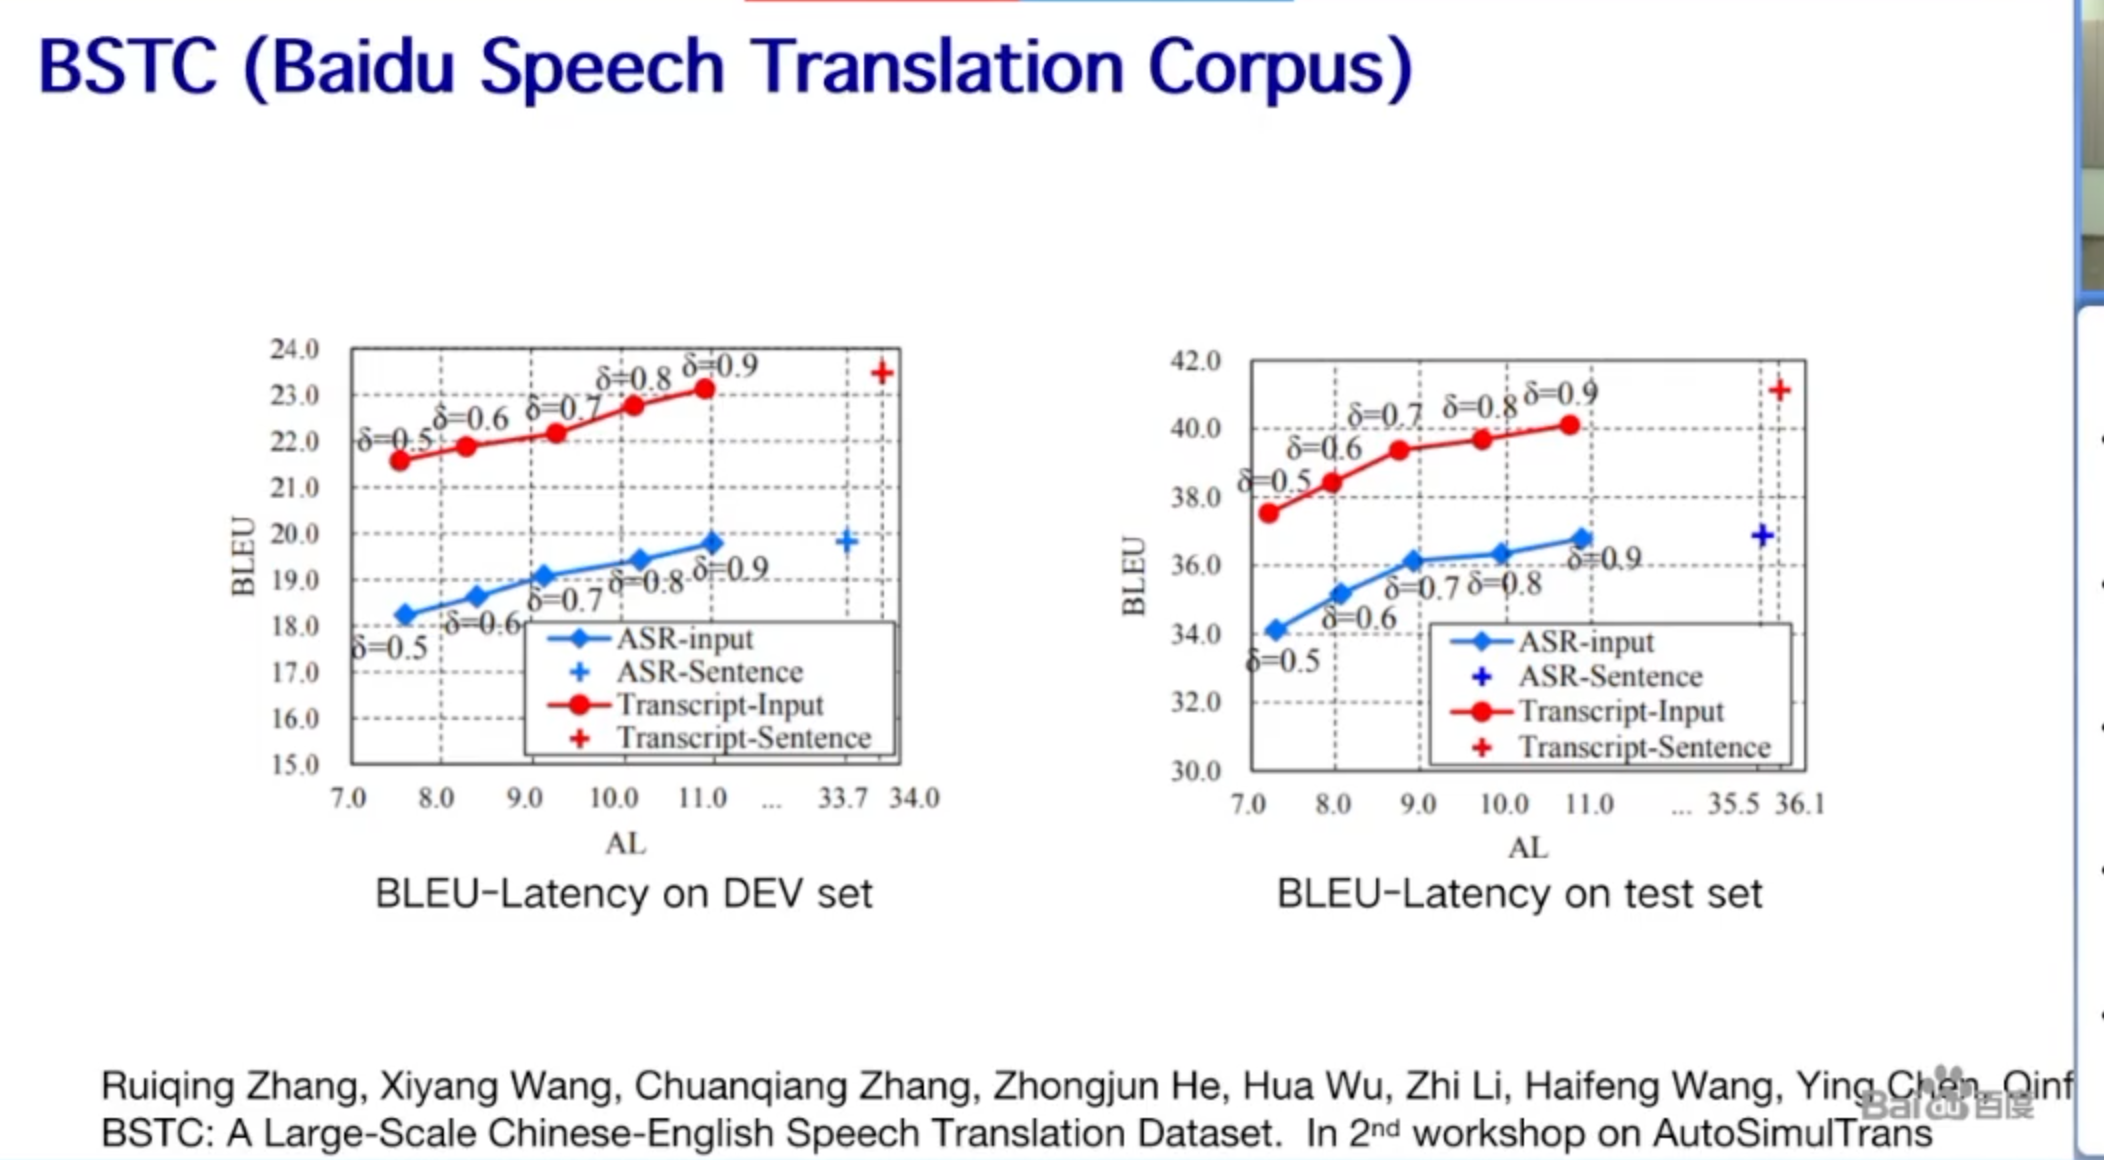 BSTC (Baidu Speech Translation Corpus)
24.0
23.0
22.0
21.0
20.0
19.0
18.0
17.0
16.0
15.0
BLEU
δ=0.5
δ=0.6
δ=0.7
δ=0.8
δ=0.9
δ=0.5
δ=0.6
δ=0.7
δ=0.8
δ=0.9
ASR-input
ASR-Sentence
Transcript-Input
Transcript-Sentence
7.0 8.0 9.0 10.0 11.0 ... 33.7 34.0
AL
BLEU-Latency on DEV set
42.0
40.0
38.0
36.0
34.0
32.0
30.0
BLEU
δ=0.5
δ=0.6
δ=0.7
δ=0.8
δ=0.9
δ=0.5
δ=0.6
δ=0.7
δ=0.8
δ=0.9
ASR-input
ASR-Sentence
Transcript-Input
Transcript-Sentence
7.0 8.0 9.0 10.0 11.0 ... 35.5 36.1
AL
BLEU-Latency on test set
Ruiqing Zhang, Xiyang Wang, Chuanqiang Zhang, Zhongjun He, Hua Wu, Zhi Li, Haifeng Wang, Ying Chen, Qinf
BSTC: A Large-Scale Chinese-English Speech Translation Dataset. In 2nd workshop on AutoSimulTrans
Bai du 百度